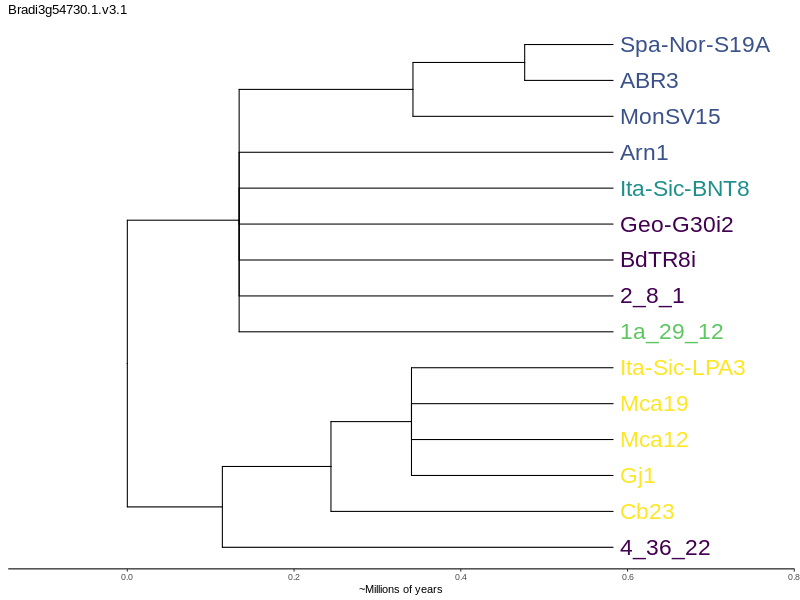 Bradi3g54730.1.v3.1
Spa-Nor-S19A
ABR3
MonSV15
Arn1
Ita-Sic-BNT8
Geo-G30i2
BdTR8i
2_8_1
1a_29_12
Ita-Sic-LPA3
Mca19
Mca12
Gj1
Cb23
4_36_22
0.0 0.2 0.4 0.6 0.8
~Millions of years